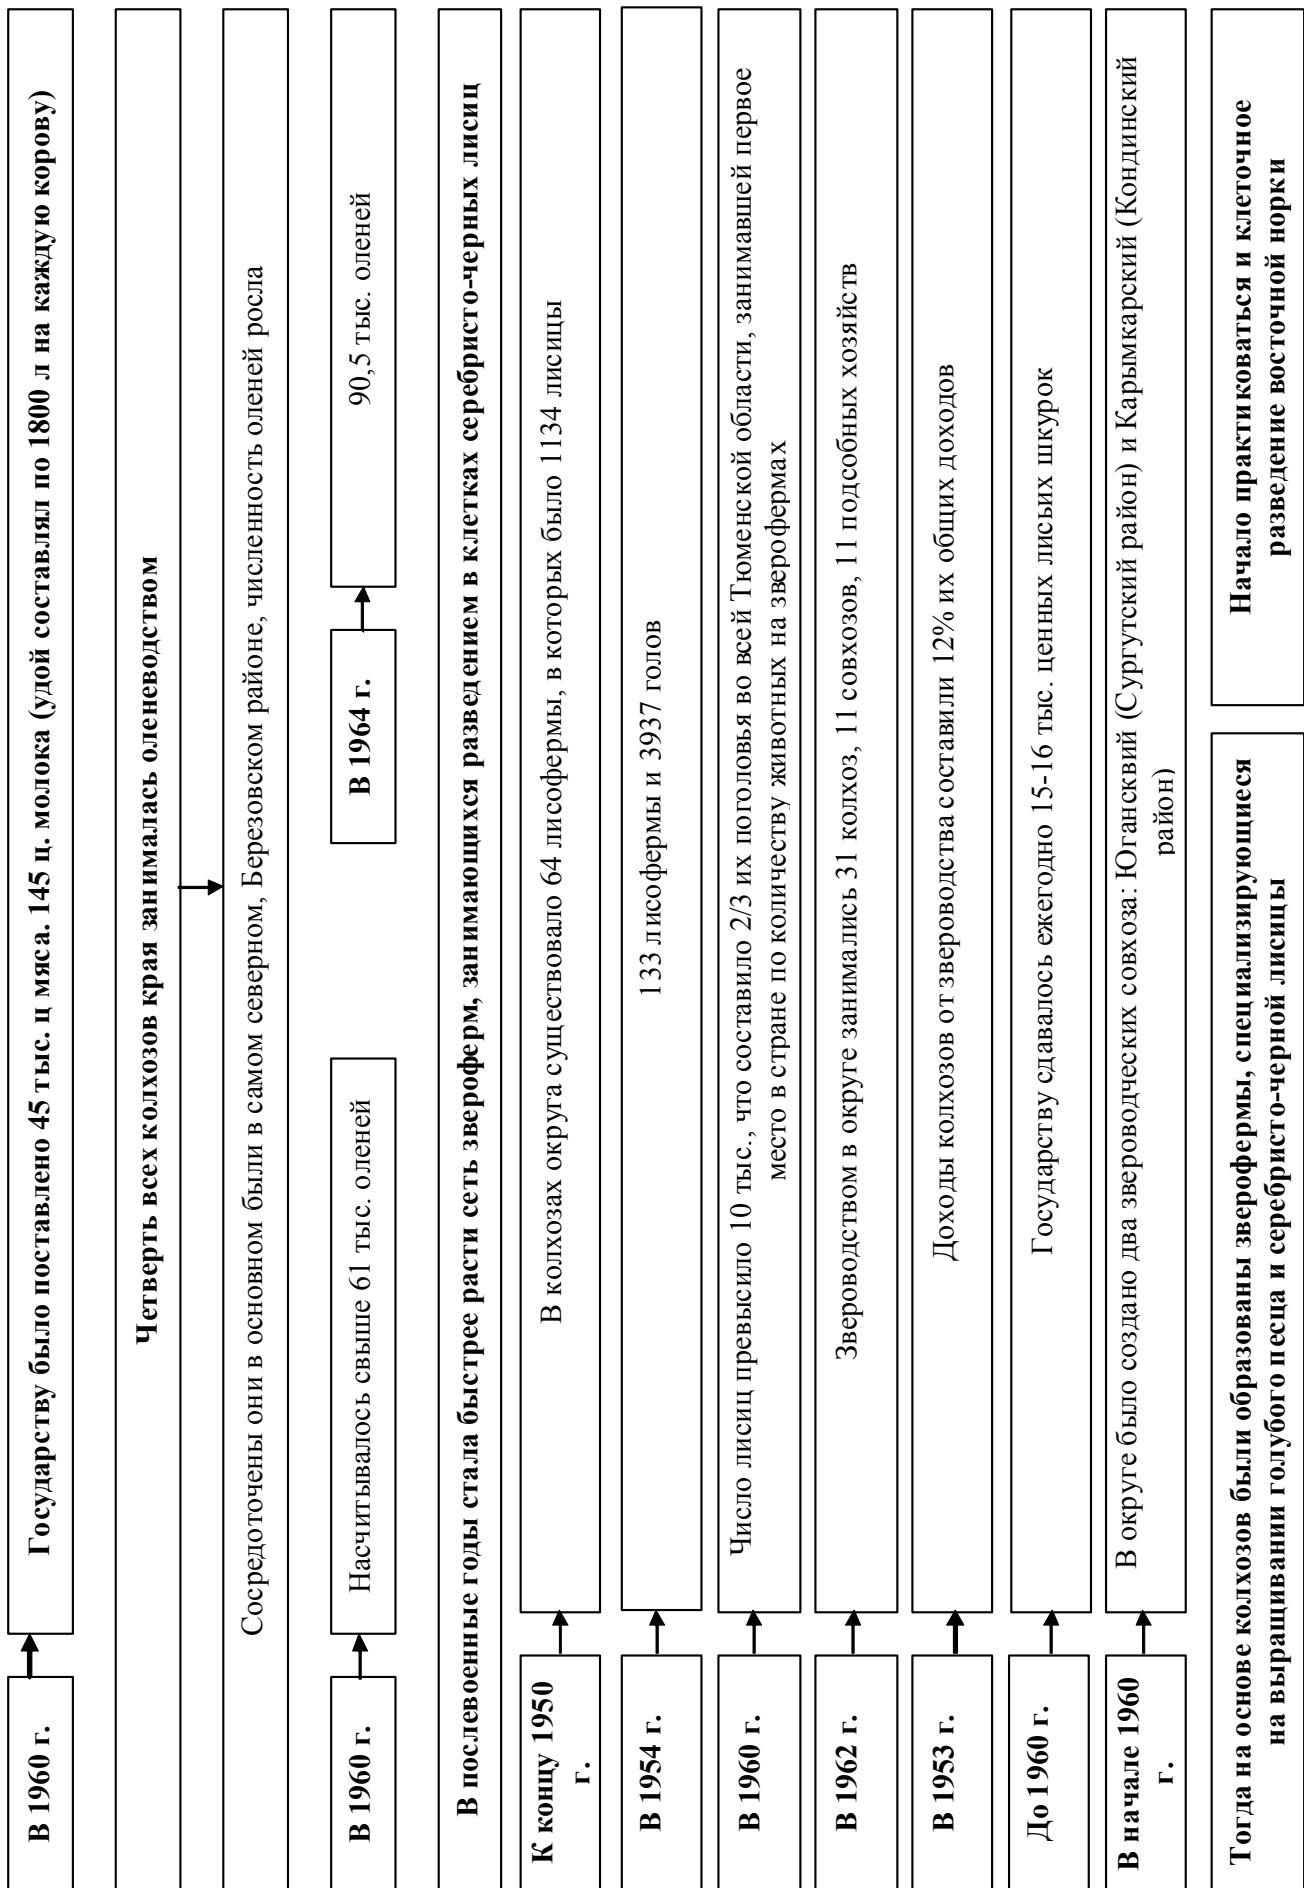 В 1960 г.
Государству было поставлено 45 тыс. ц мяса. 145 ц. молока (удой составлял по 1800 л на каждую корову)
Четверть всех колхозов края занималась оленеводством
Сосредоточены они в основном были в самом северном, Березовском районе, численность оленей росла
В 1960 г.
Насчитывалось свыше 61 тыс. оленей
В 1964 г.
90,5 тыс. оленей
В послевоенные годы стала быстрее расти сеть звероферм, занимающихся разведением в клетках серебристо-черных лисиц
К концу 1950
г.
В колхозах округа существовало 64 лисофермы, в которых было 1134 лисицы
В 1954 г.
133 лисофермы и 3937 голов
В 1960 г.
Число лисиц превысило 10 тыс., что составило 2/3 их поголовья во всей Тюменской области, занимавшей первое
место в стране по количеству животных на зверофермах
В 1962 г.
Звероводством в округе занимались 31 колхоз, 11 совхозов, 11 подсобных хозяйств
В 1953 г.
Доходы колхозов от звероводства составили 12% их общих доходов
До 1960 г.
Государству сдавалось ежегодно 15-16 тыс. ценных лисьих шкурок
В начале 1960
г.
В округе было создано два звероводческих совхоза: Югансквий (Сургутский район) и Карымкарский (Кондинский
район)
Тогда на основе колхозов были образованы зверофермы, специализирующиеся
на выращивании голубого песца и серебристо-черной лисицы
Начало практиковаться и клеточное
разведение восточной норки